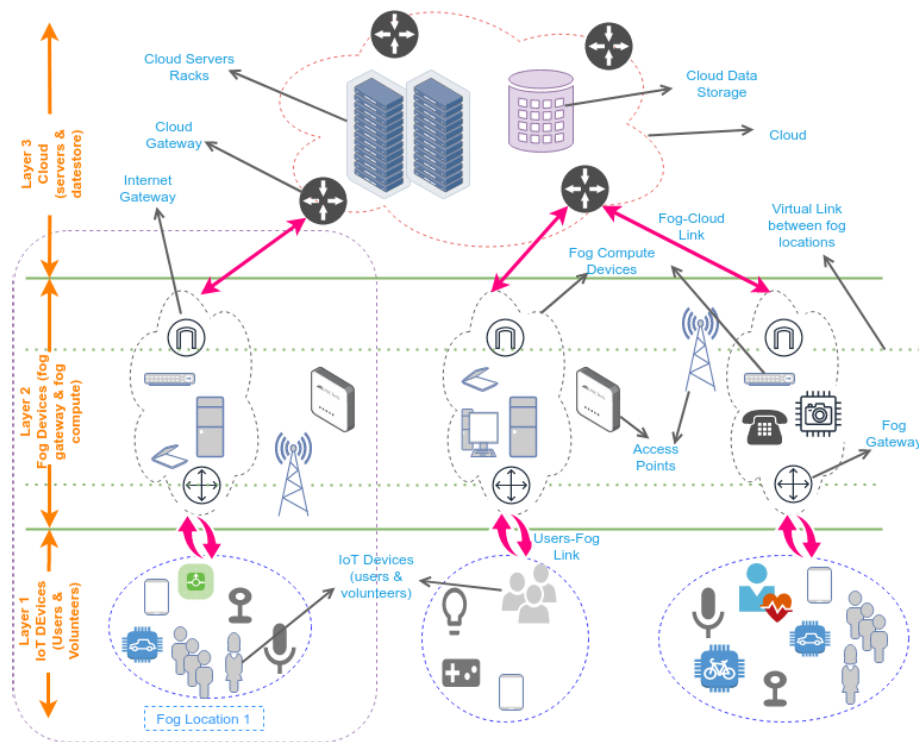 Cloud Servers
Racks
Cloud Data
Storage
Cloud
Gateway
Cloud
Internet
Gateway
Fog-Cloud
Link
Virtual Link
between fog
locations
Fog Compute
Devices
Layer 3
Cloud
(servers &
datestore)
Layer 2
Fog Devices (fog
gateway & fog
compute)
Access
Points
Fog
Gateway
Users-Fog
Link
IoT Devices
(users &
volunteers)
Layer 1
IoT DEvices
(Users &
Volunteers)
Fog Location 1